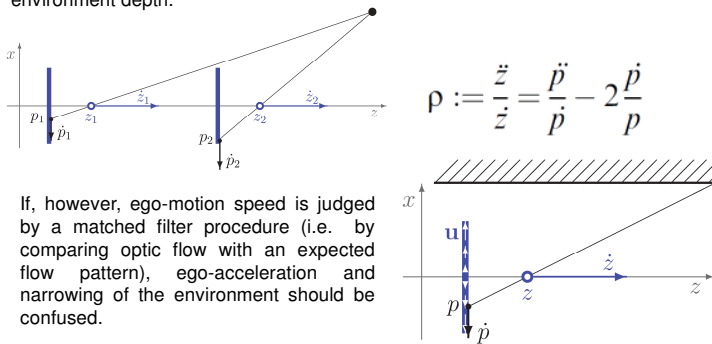 environment depth.
x
p1 ṗ1 z1 ż1 p2 ṗ2 z2 ż2 z
ρ := z̈/ż = p̈/ṗ − 2 ṗ/p
If, however, ego-motion speed is judged
by a matched filter procedure (i.e. by
comparing optic flow with an expected
flow pattern), ego-acceleration and
narrowing of the environment should be
confused.
x
u
ż
p z z
ṗ